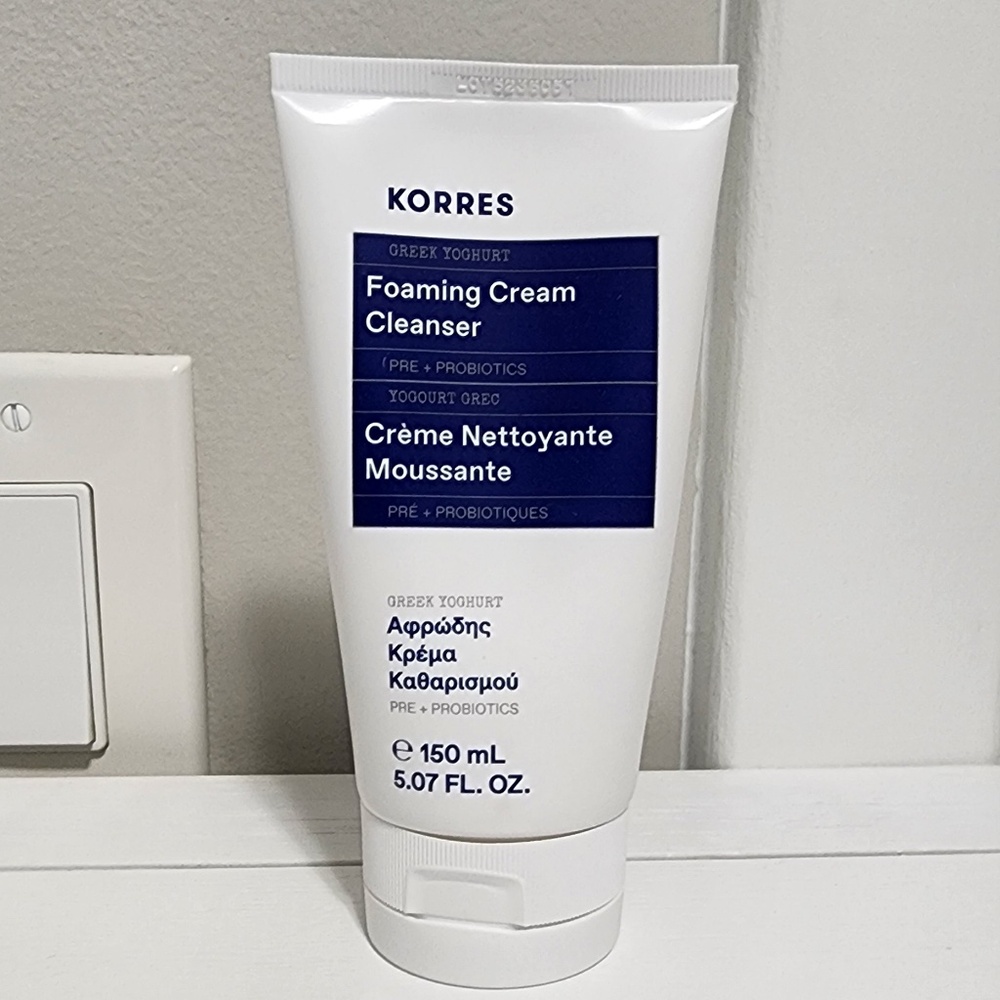 KORRES
GREEK YOGHURT
Foaming Cream
Cleanser
PRE + PROBIOTICS
YOGOURT GREC
Crème Nettoyante
Moussante
PRÉ + PROBIOTIQUES
GREEK YOGHURT
Αφρώδης
Κρέμα
Καθαρισμού
PRE + PROBIOTICS
℮ 150 mL
5.07 FL. OZ.